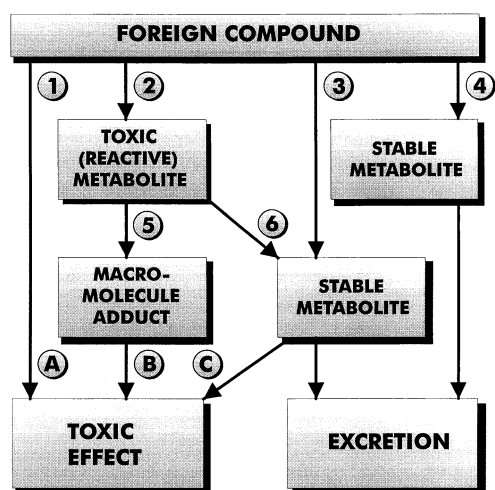 FOREIGN COMPOUND
1
2
3
4
TOXIC
(REACTIVE)
METABOLITE
STABLE
METABOLITE
5
6
MACRO-
MOLECULE
ADDUCT
STABLE
METABOLITE
A
B
C
TOXIC
EFFECT
EXCRETION